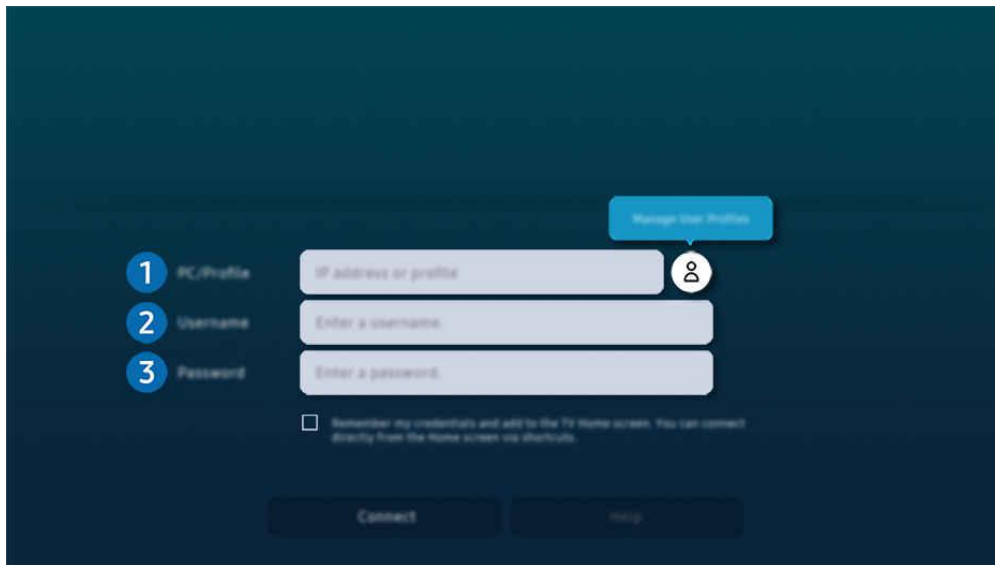 Manage User Profiles
1 PC/Profile IP address or profile
2 Username Enter a username.
3 Password Enter a password.
Remember my credentials and add to the TV Home screen. You can connect
directly from the Home screen via shortcuts.
Connect Help